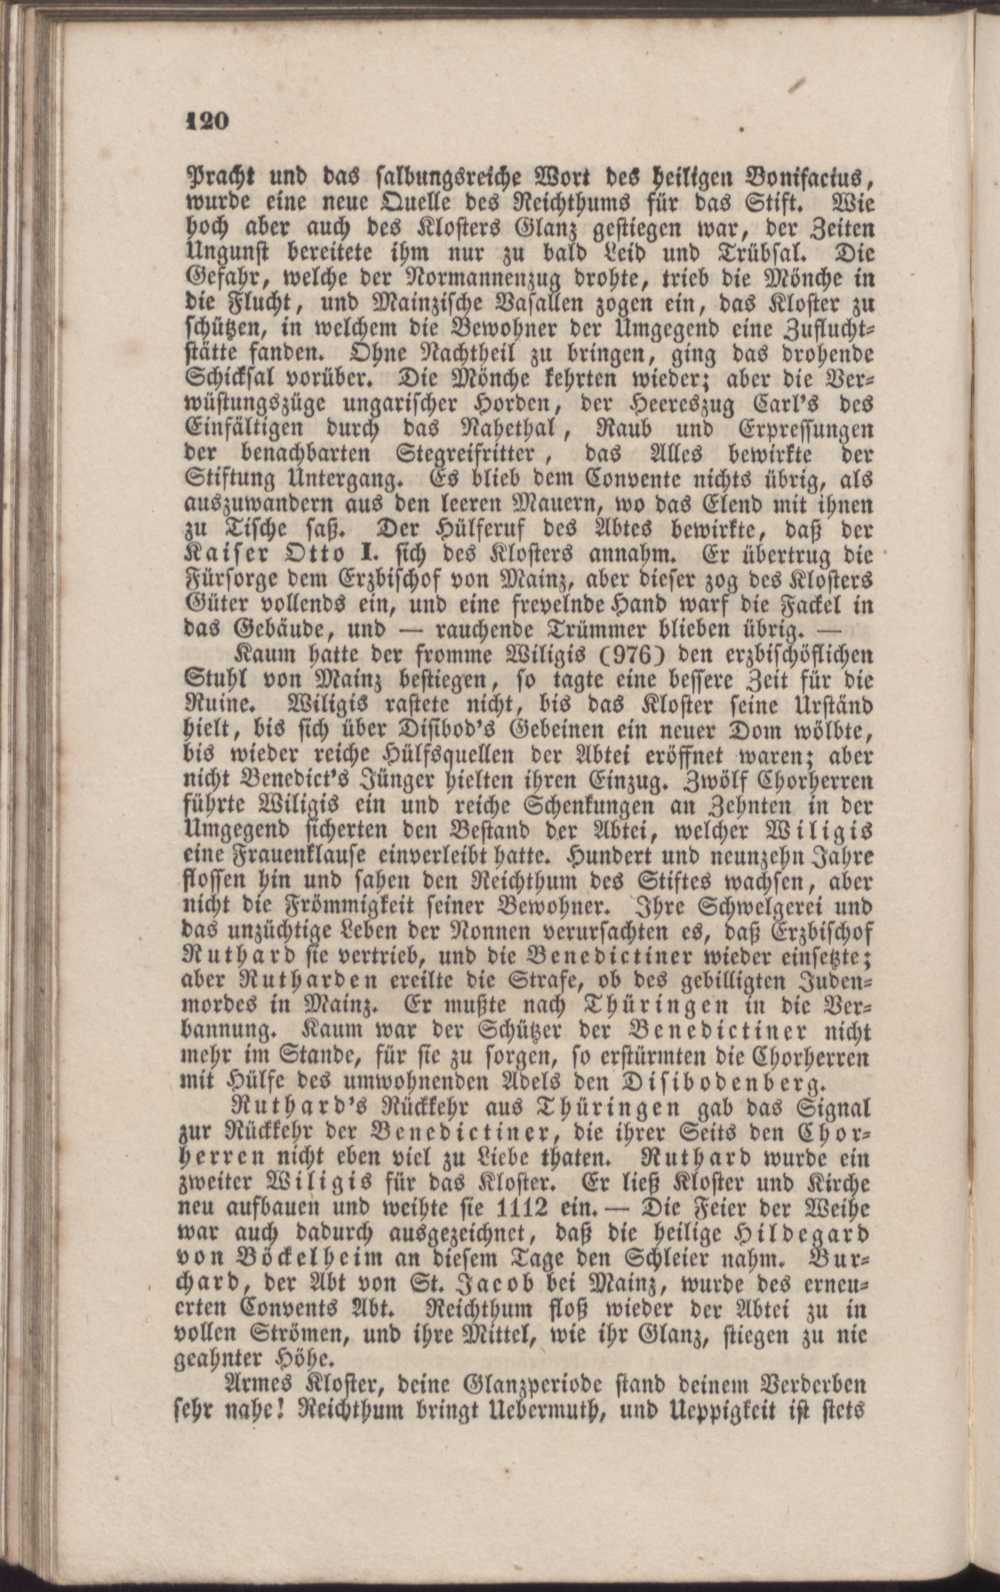 120
Pracht und das salbungsreiche Wort des heiligen Bonifacius,
wurde eine neue Quelle des Reichthums für das Stift. Wie
hoch aber auch des Klosters Glanz gestiegen war, der Zeiten
Ungunst bereitete ihm nur zu bald Leid und Trübsal. Die
Gefahr, welche der Normannenzug drohte, trieb die Mönche in
die Flucht, und Mainzische Vasallen zogen ein, das Kloster zu
schützen, in welchem die Bewohner der Umgegend eine Zuflucht-
stätte fanden. Ohne Nachtheil zu bringen, ging das drohende
Schicksal vorüber. Die Mönche kehrten wieder; aber die Ver-
wüstungszüge ungarischer Horden, der Heereszug Carl's des
Einfältigen durch das Nahethal, Raub und Erpressungen
der benachbarten Stegreifritter, das Alles bewirkte der
Stiftung Untergang. Es blieb dem Convente nichts übrig, als
auszuwandern aus den leeren Mauern, wo das Elend mit ihnen
zu Tische saß. Der Hülferuf des Abtes bewirkte, daß der
Kaiser Otto I. sich des Klosters annahm. Er übertrug die
Fürsorge dem Erzbischof von Mainz, aber dieser zog des Klosters
Güter vollends ein, und eine frevelnde Hand warf die Fackel in
das Gebäude, und — rauchende Trümmer blieben übrig. —
Kaum hatte der fromme Wiligis (976) den erzbischöflichen
Stuhl von Mainz bestiegen, so tagte eine bessere Zeit für die
Ruine. Wiligis rastete nicht, bis das Kloster seine Urständ
hielt, bis sich über Disibod's Gebeinen ein neuer Dom wölbte,
bis wieder reiche Hülfsquellen der Abtei eröffnet waren; aber
nicht Benedict's Jünger hielten ihren Einzug. Zwölf Chorherren
führte Wiligis ein und reiche Schenkungen an Zehnten in der
Umgegend sicherten den Bestand der Abtei, welcher Wiligis
eine Frauenklause einverleibt hatte. Hundert und neunzehn Jahre
flossen hin und sahen den Reichthum des Stiftes wachsen, aber
nicht die Frömmigkeit seiner Bewohner. Ihre Schwelgerei und
das unzüchtige Leben der Nonnen verursachten es, daß Erzbischof
Ruthard sie vertrieb, und die Benedictiner wieder einsetzte;
aber Rutharden ereilte die Strafe, ob des gebilligten Juden-
mordes in Mainz. Er mußte nach Thüringen in die Ver-
bannung. Kaum war der Schützer der Benedictiner nicht
mehr im Stande, für sie zu sorgen, so erstürmten die Chorherren
mit Hülfe des umwohnenden Adels den Disibodenberg.
Ruthard's Rückkehr aus Thüringen gab das Signal
zur Rückkehr der Benedictiner, die ihrer Seits den Chor-
herren nicht eben viel zu Liebe thaten. Ruthard wurde ein
zweiter Wiligis für das Kloster. Er ließ Kloster und Kirche
neu aufbauen und weihte sie 1112 ein. — Die Feier der Weihe
war auch dadurch ausgezeichnet, daß die heilige Hildegard
von Böckelheim an diesem Tage den Schleier nahm. Bur-
chard, der Abt von St. Jacob bei Mainz, wurde des erneu-
erten Convents Abt. Reichthum floß wieder der Abtei zu in
vollen Strömen, und ihre Mittel, wie ihr Glanz, stiegen zu nie
geahnter Höhe.
Armes Kloster, deine Glanzperiode stand deinem Verderben
sehr nahe! Reichthum bringt Uebermuth, und Ueppigkeit ist stets